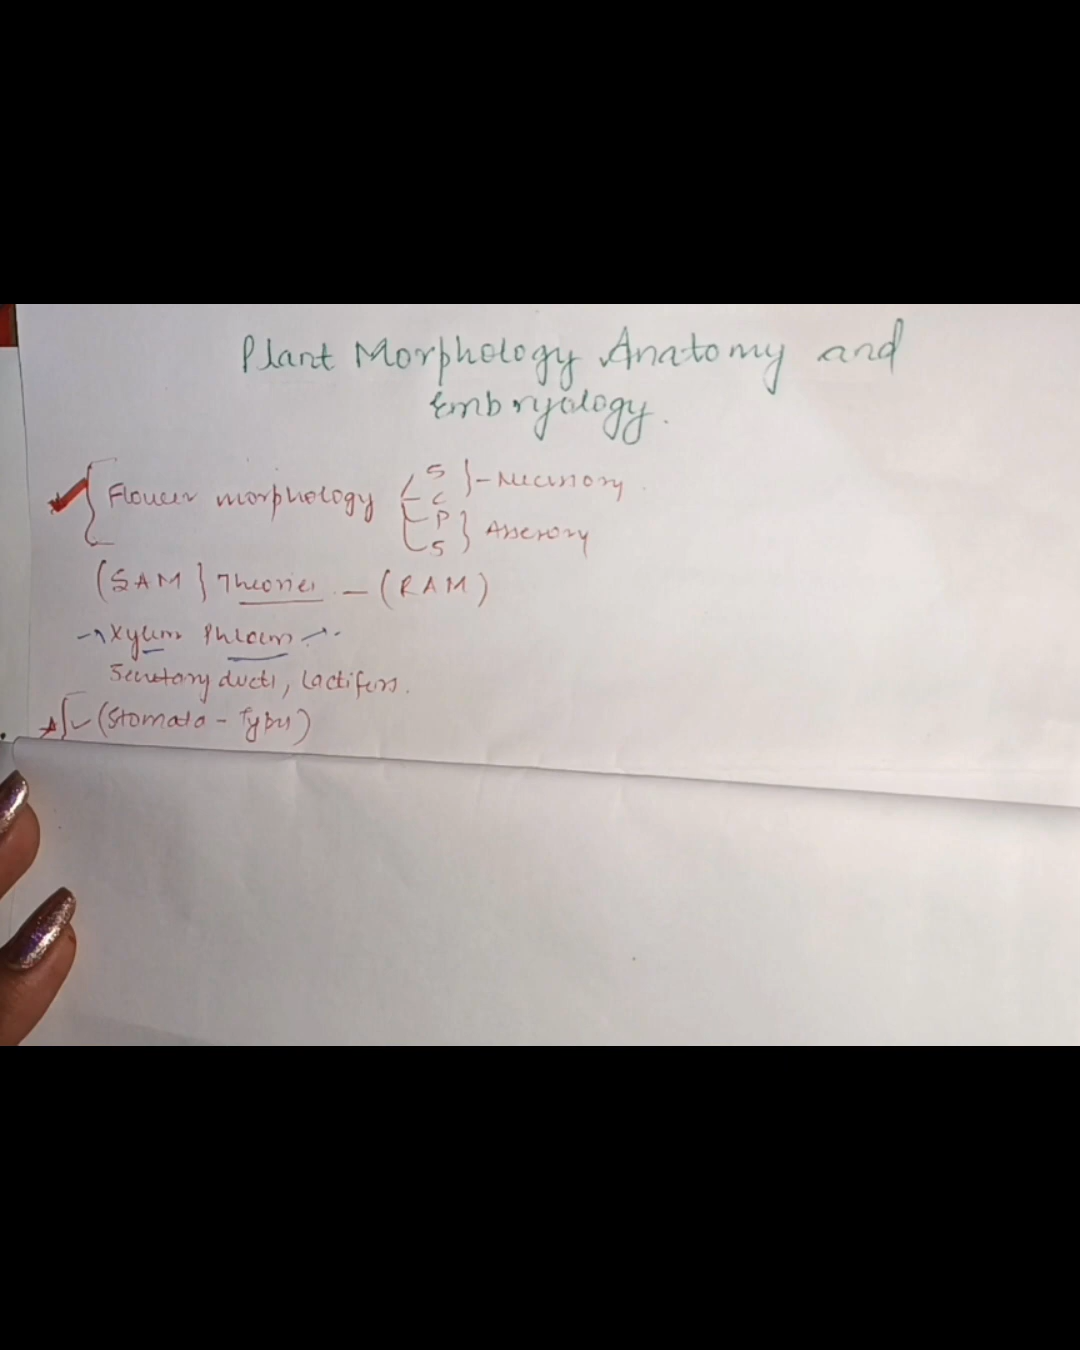 Plant Morphology Anatomy and
Embryology.
Flower morphology S C P S } - Necessory
} Assesory
(SAM) Theories - (RAM)
→ Xylem Phloem →
Secretory ducts, Lactifers.
(Stomata - Types)